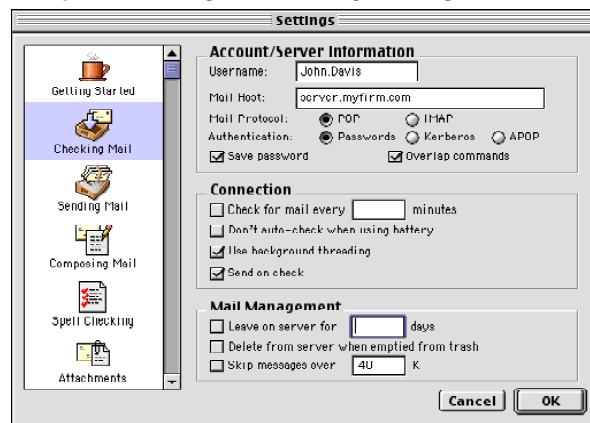 Settings
Getting Started
Checking Mail
Sending Mail
Composing Mail
Spell Checking
Attachments
Account/Server Information
Username: John.Davis
Mail Host: server.myfirm.com
Mail Protocol: POP IMAP
Authentication: Passwords Kerberos APOP
Save password Overlap commands
Connection
Check for mail every minutes
Don't auto-check when using battery
Use background threading
Send on check
Mail Management
Leave on server for days
Delete from server when emptied from trash
Skip messages over 40 K
Cancel OK